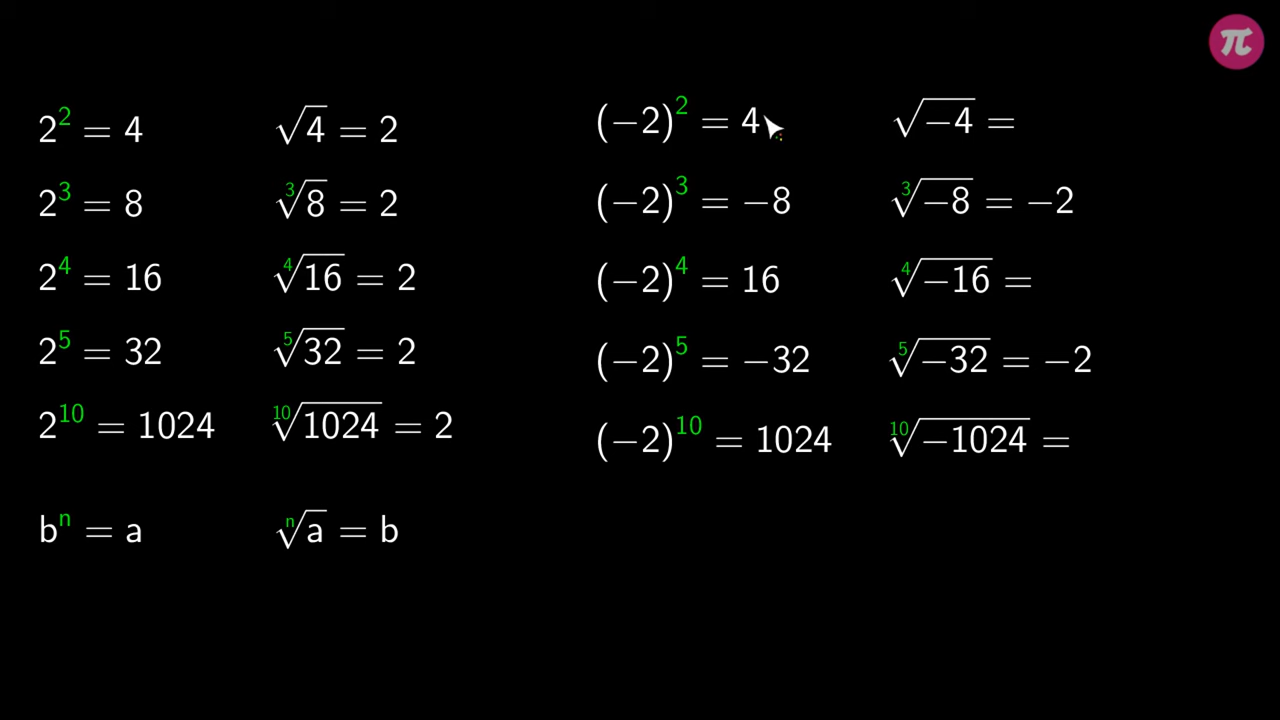 π
2² = 4 √4 = 2 (−2)² = 4 √−4 =
2³ = 8 ³√8 = 2 (−2)³ = −8 ³√−8 = −2
2⁴ = 16 ⁴√16 = 2 (−2)⁴ = 16 ⁴√−16 =
2⁵ = 32 ⁵√32 = 2 (−2)⁵ = −32 ⁵√−32 = −2
2¹⁰ = 1024 ¹⁰√1024 = 2 (−2)¹⁰ = 1024 ¹⁰√−1024 =
bⁿ = a ⁿ√a = b